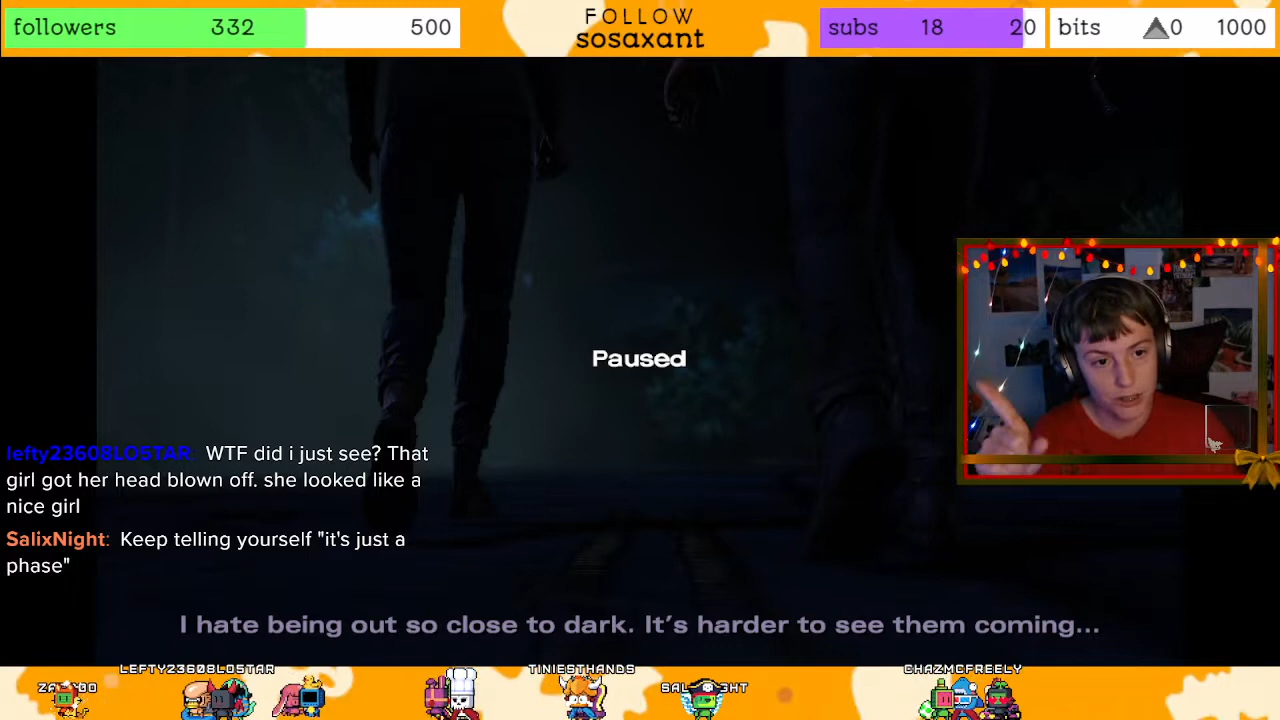 followers 332 500
FOLLOW
sosaxant
subs 18 20
bits 0 1000
Paused
lefty23608LO5TAR WTF did i just see? That
girl got her head blown off. she looked like a
nice girl
SalixNight: Keep telling yourself "it's just a
phase"
I hate being out so close to dark. It's harder to see them coming...
LEFTY23608LO5TAR
TINIESTHANDS
CHAZMCFREELY